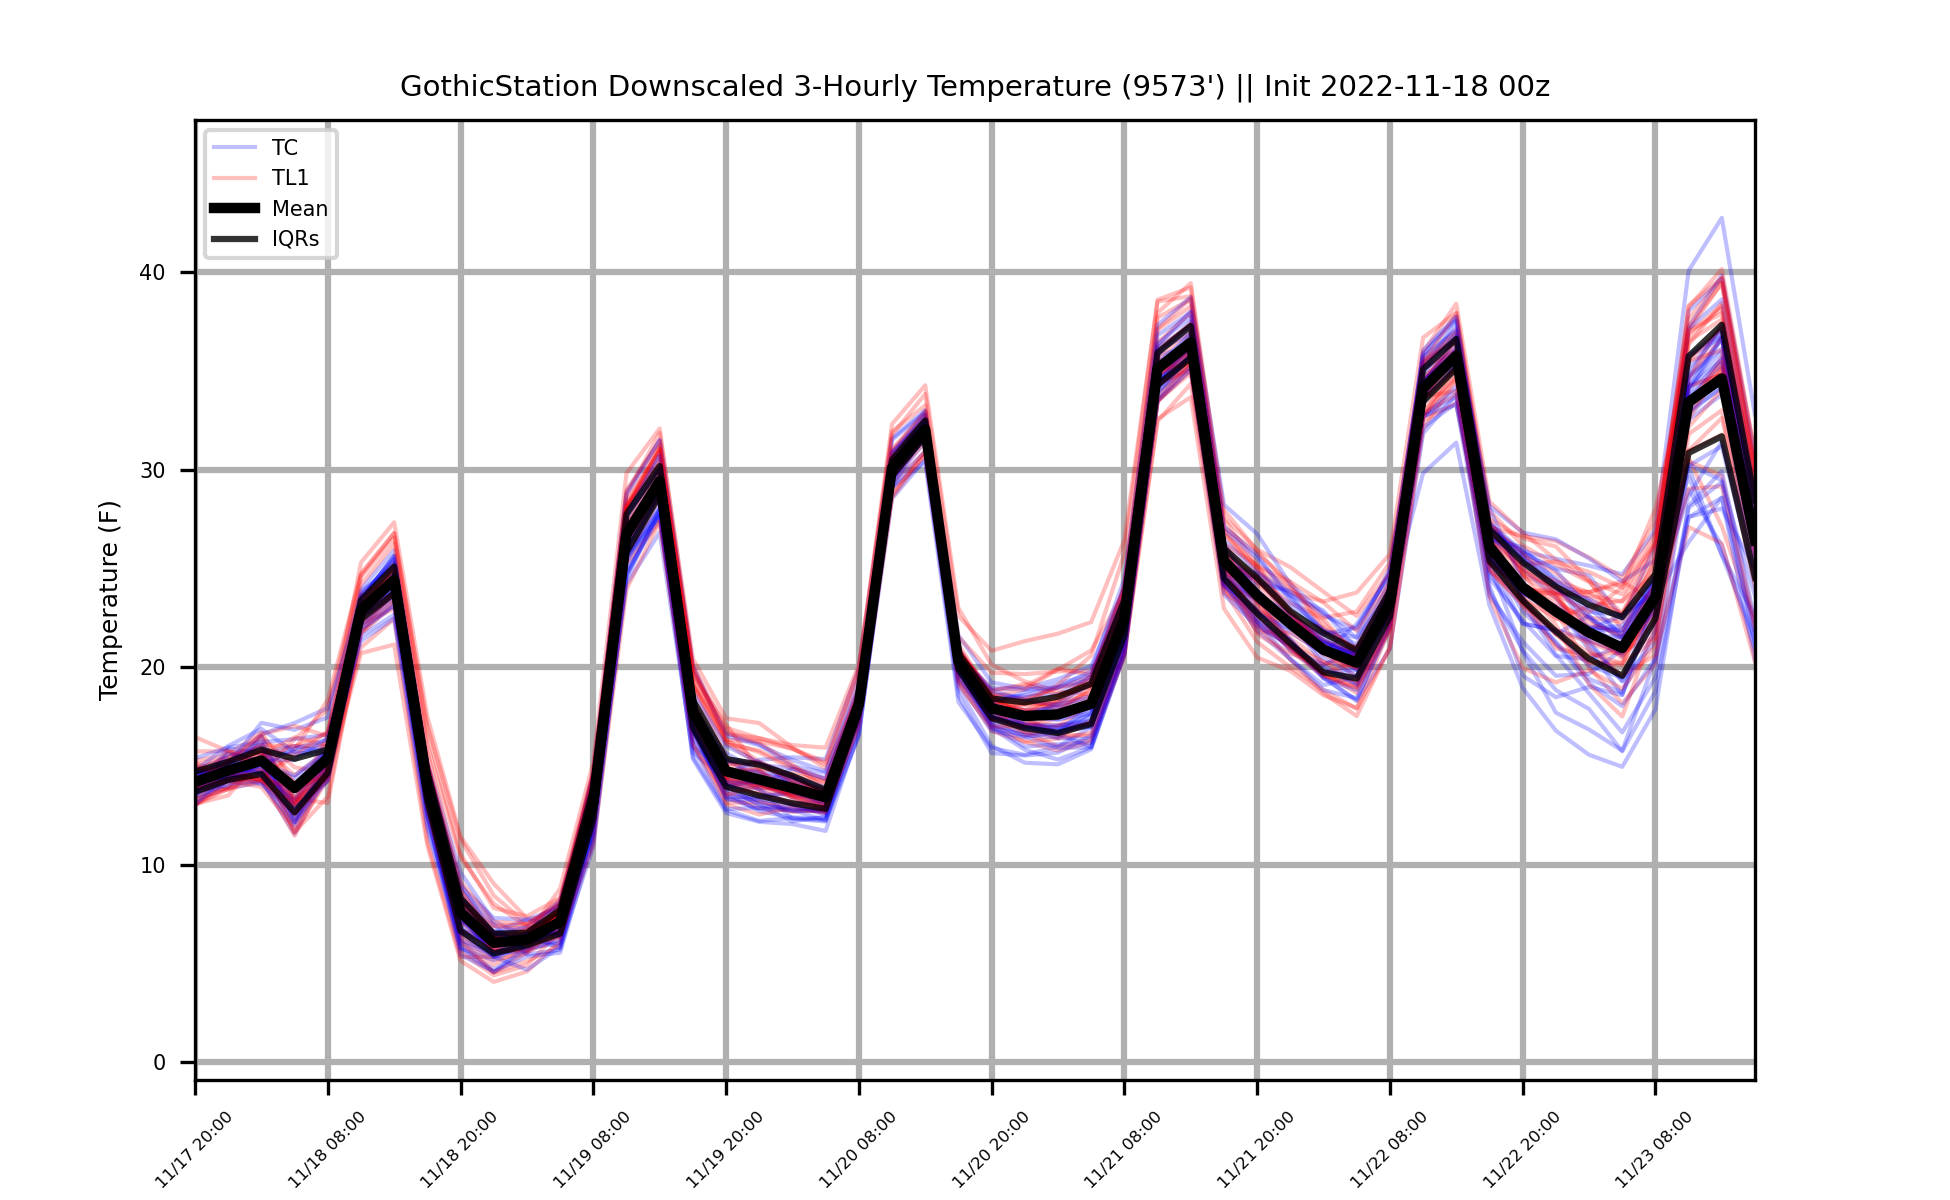 GothicStation Downscaled 3-Hourly Temperature (9573') || Init 2022-11-18 00z
TC
TL1
Mean
IQRs
Temperature (F)
40
30
20
10
0
11/17 20:00
11/18 08:00
11/18 20:00
11/19 08:00
11/19 20:00
11/20 08:00
11/20 20:00
11/21 08:00
11/21 20:00
11/22 08:00
11/22 20:00
11/23 08:00